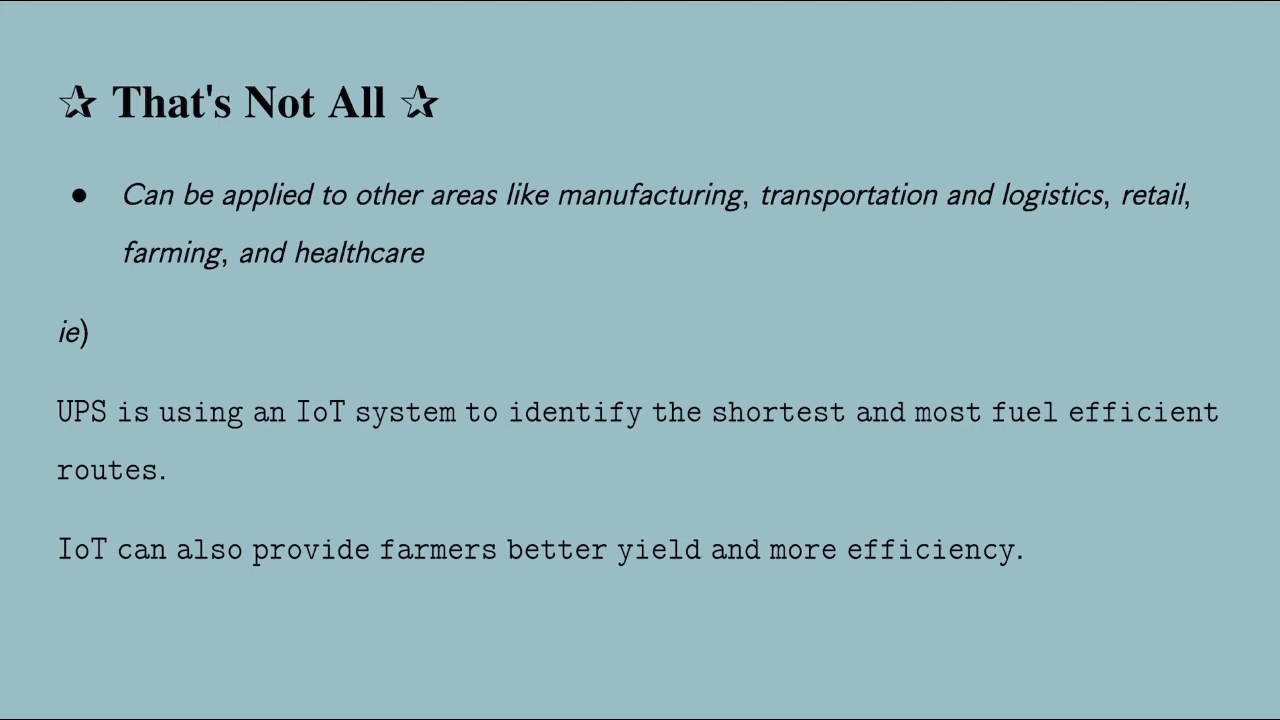 ✰ That's Not All ✰
● Can be applied to other areas like manufacturing, transportation and logistics, retail,
farming, and healthcare
ie)
UPS is using an IoT system to identify the shortest and most fuel efficient
routes.
IoT can also provide farmers better yield and more efficiency.